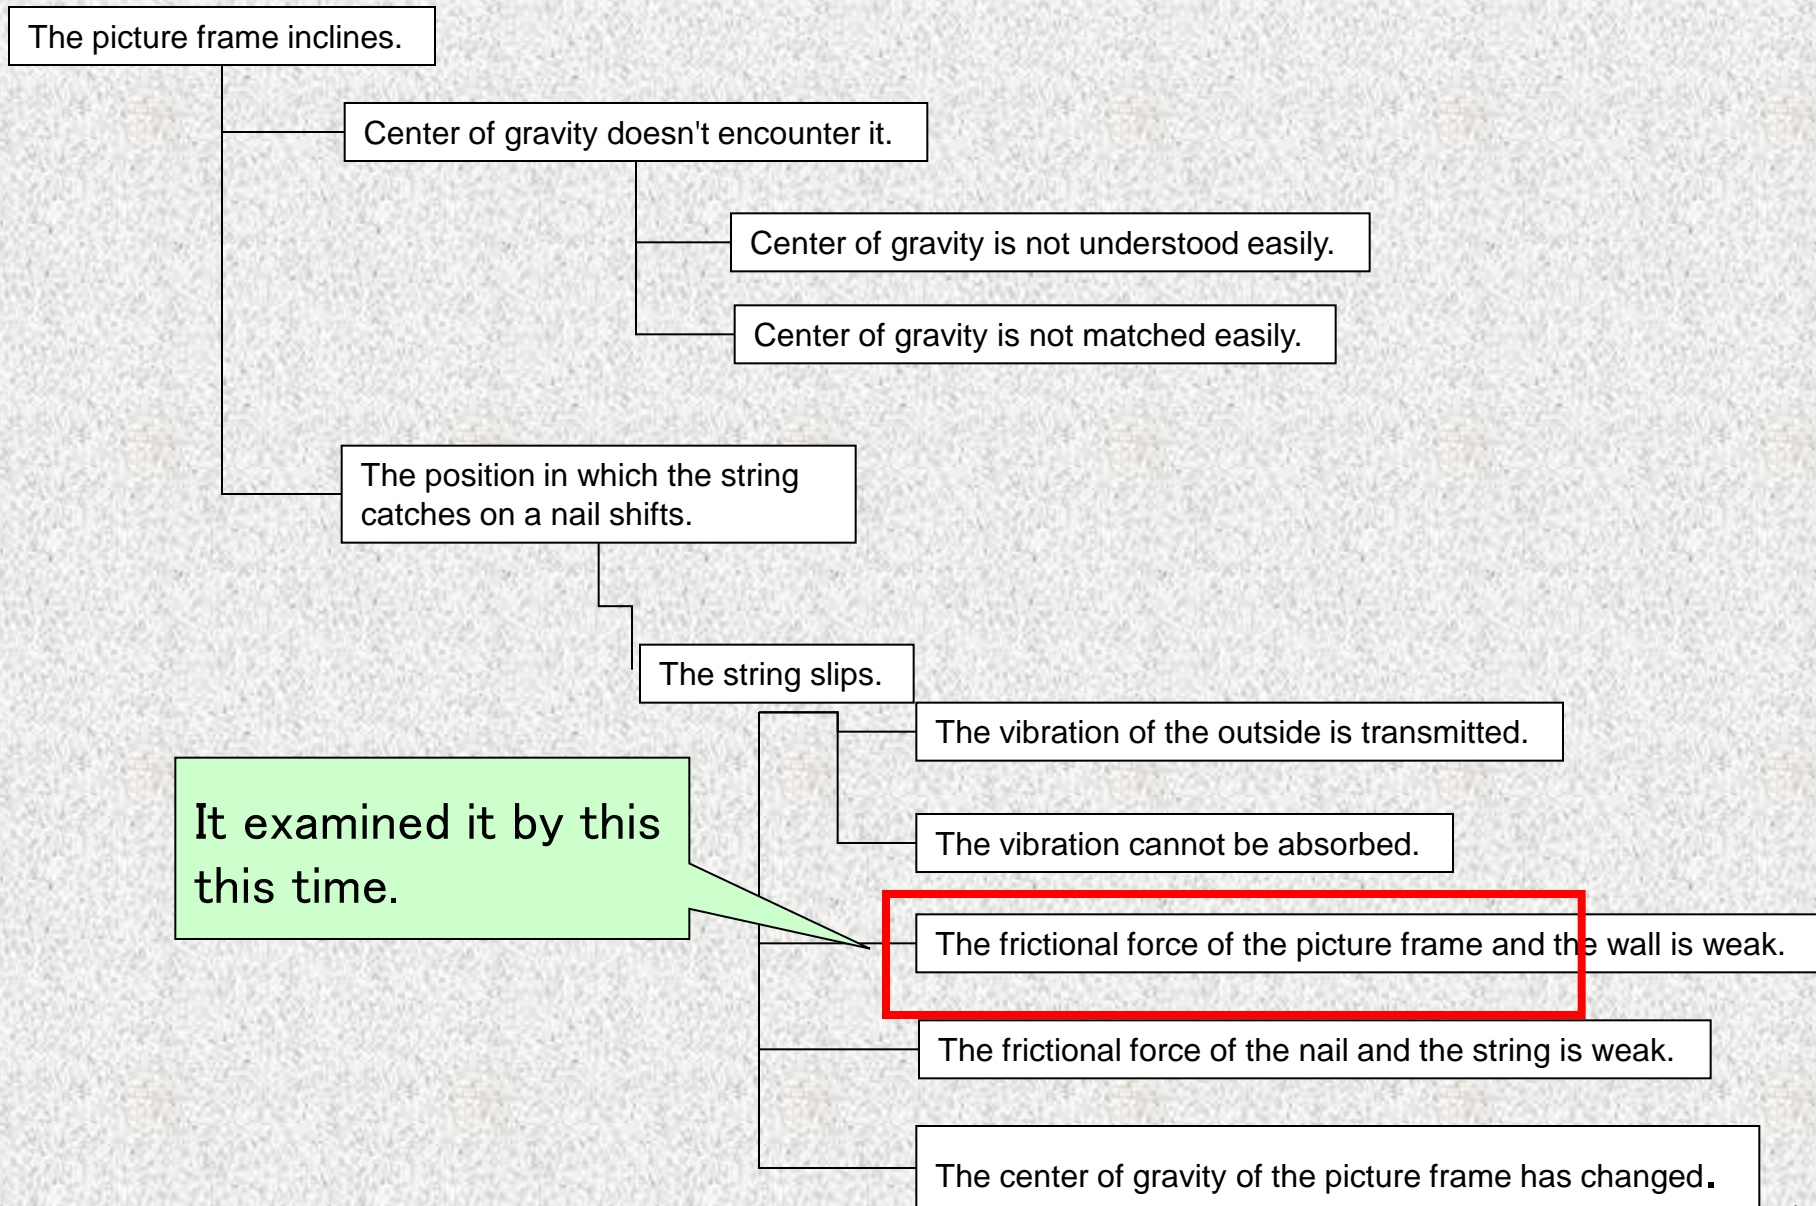 The picture frame inclines.
Center of gravity doesn't encounter it.
Center of gravity is not understood easily.
Center of gravity is not matched easily.
The position in which the string
catches on a nail shifts.
The string slips.
The vibration of the outside is transmitted.
It examined it by this
this time.
The vibration cannot be absorbed.
The frictional force of the picture frame and the wall is weak.
The frictional force of the nail and the string is weak.
The center of gravity of the picture frame has changed.